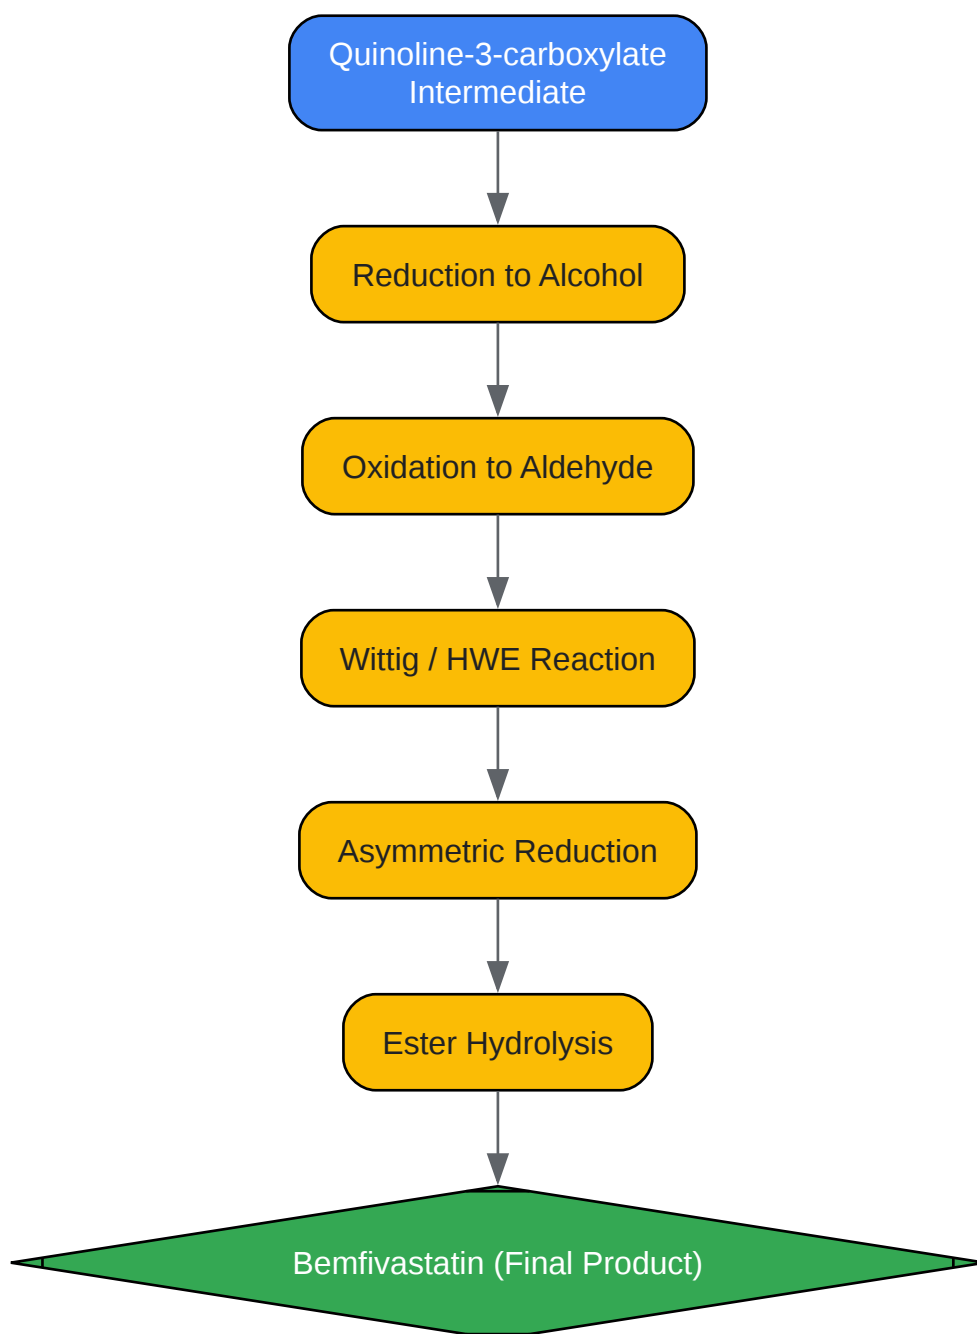 Quinoline-3-carboxylate
Intermediate
Reduction to Alcohol
Oxidation to Aldehyde
Wittig / HWE Reaction
Asymmetric Reduction
Ester Hydrolysis
Bemfivastatin (Final Product)